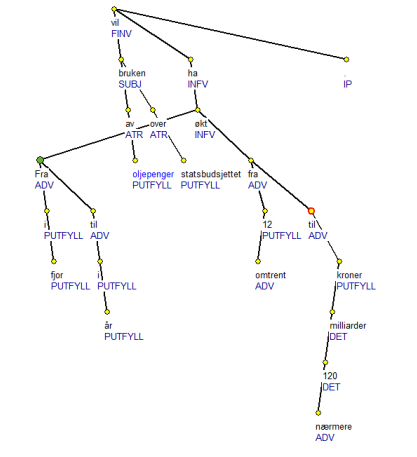 vil
FINV
bruken ha .
SUBJ INFV IP
av over økt
ATR ATR INFV
Fra oljepenger statsbudsjettet fra
ADV PUTFYLL PUTFYLL ADV
i til 12 til
PUTFYLL ADV PUTFYLL ADV
fjor i omtrent kroner
PUTFYLL PUTFYLL ADV PUTFYLL
år milliarder
PUTFYLL DET
120
DET
nærmere
ADV